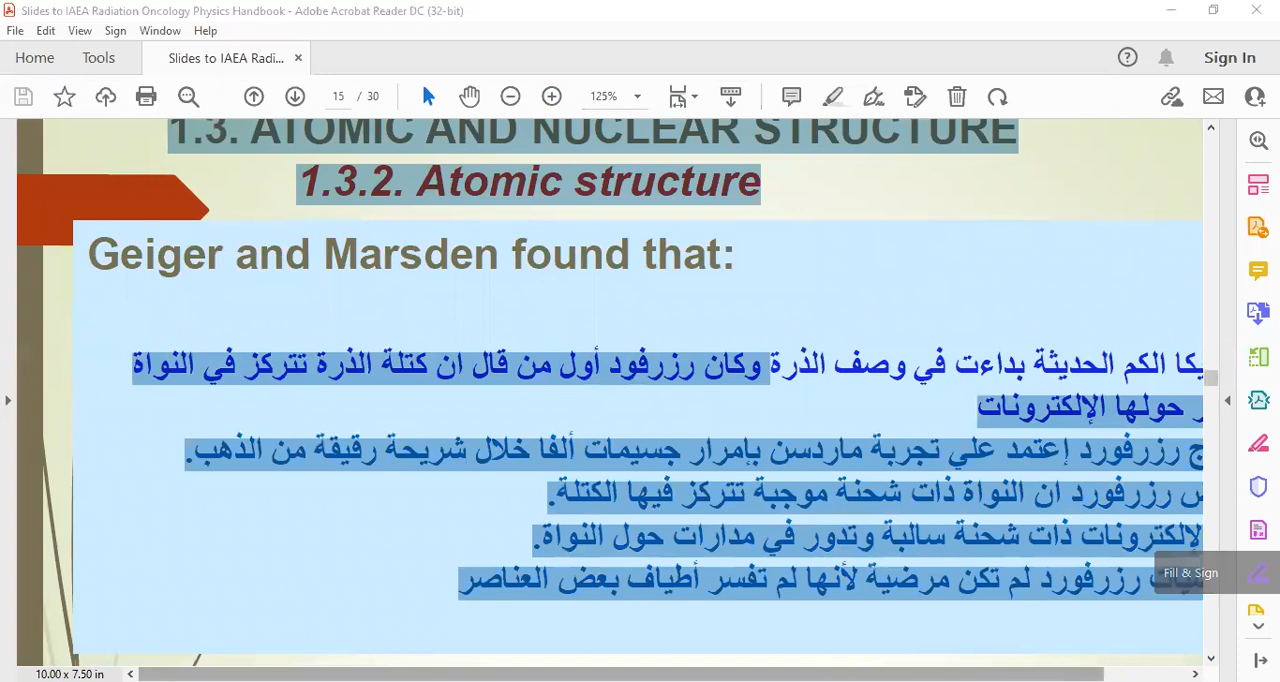 Slides to IAEA Radiation Oncology Physics Handbook - Adobe Acrobat Reader DC (32-bit)
File Edit View Sign Window Help
Home Tools Slides to IAEA Radi... × Sign In
15 / 30 125%
1.3. ATOMIC AND NUCLEAR STRUCTURE
1.3.2. Atomic structure
Geiger and Marsden found that:
الكم الحديثة بداءت في وصف الذرة وكان رزرفود أول من قال ان كتلة الذرة تتركز في النواة
حولها الإلكترونات
رزرفورد إعتمد علي تجربة ماردسن بإمرار جسيمات ألفا خلال شريحة رقيقة من الذهب.
رزرفورد ان النواة ذات شحنة موجبة تتركز فيها الكتلة.
الإلكترونات ذات شحنة سالبة وتدور في مدارات حول النواة.
رزرفورد لم تكن مرضية لأنها لم تفسر أطياف بعض العناصر
Fill & Sign
10.00 x 7.50 in